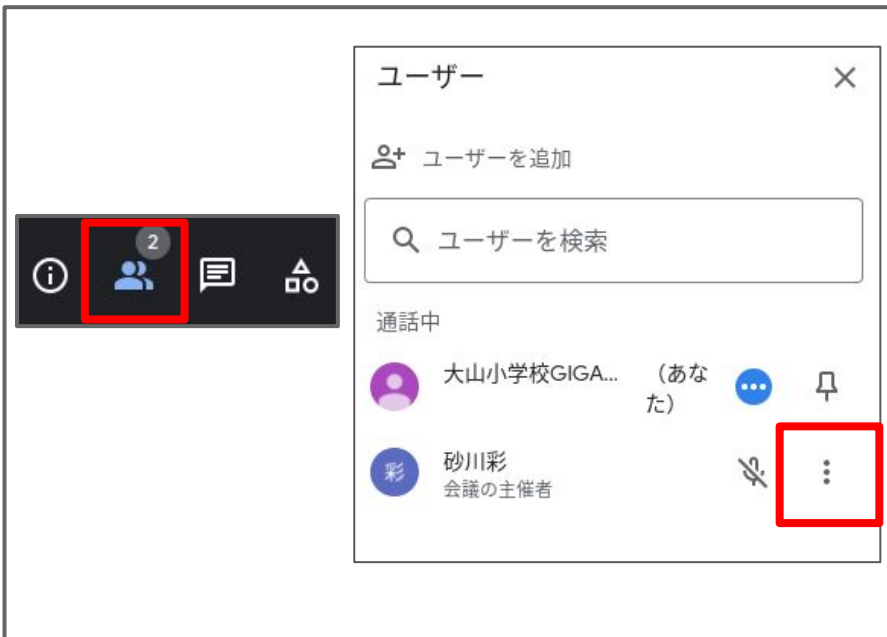 2
ユーザー
ユーザーを追加
ユーザーを検索
通話中
大山小学校GIGA... （あな
た）
彩
砂川彩
会議の主催者